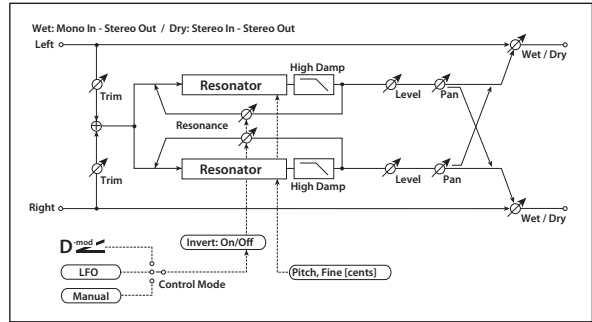 Wet: Mono In - Stereo Out / Dry: Stereo In - Stereo Out
Left
Wet / Dry
High Damp
Resonator
Trim
Level
Pan
Resonance
Resonator
High Damp
Trim
Level
Pan
Right
Wet / Dry
D-mod
Invert: On/Off
LFO
Pitch, Fine [cents]
Control Mode
Manual